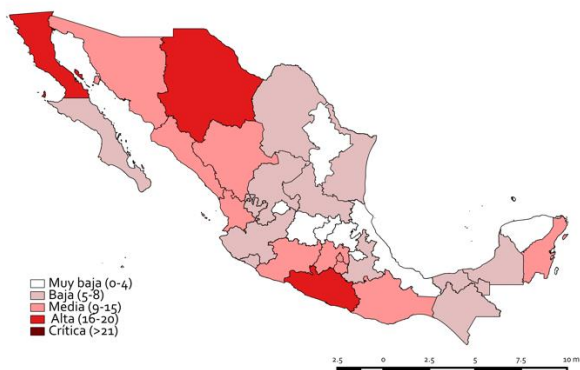 Muy baja (0-4)
Baja (5-8)
Media (9-15)
Alta (16-20)
Crítica (>21)
2.5 0 2.5 5 7.5 10 m